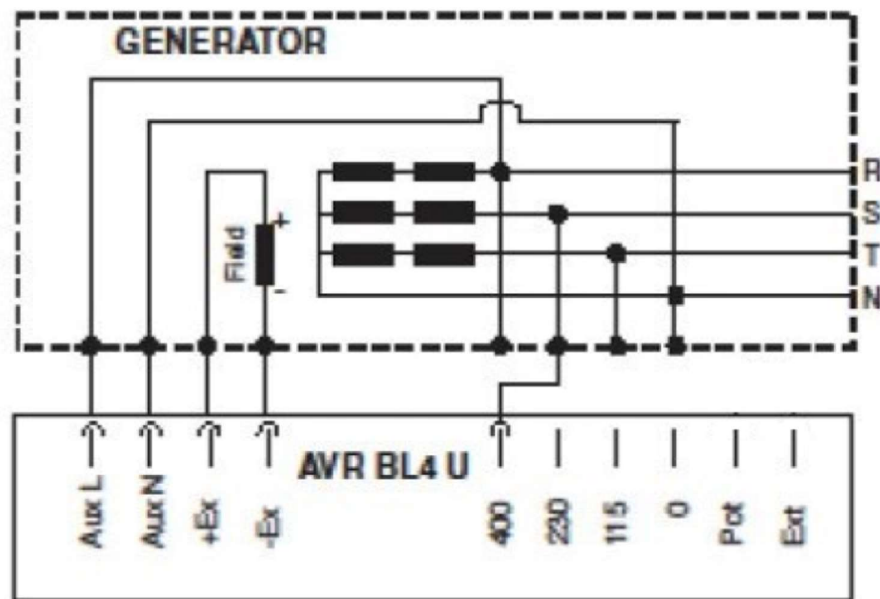 GENERATOR
R
S
T
N
Field
+
-
AVR BL4 U
Aux L
Aux N
+Ex
-Ex
400
230
115
0
Pot
Ext